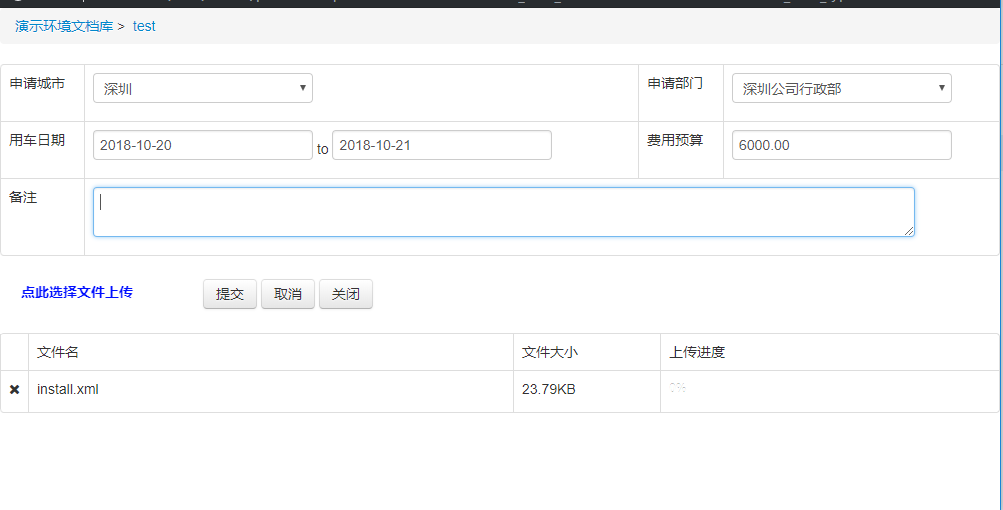 演示环境文档库 > test
申请城市 深圳 申请部门 深圳公司行政部
用车日期 2018-10-20 to 2018-10-21 费用预算 6000.00
备注
点此选择文件上传 提交 取消 关闭
文件名 文件大小 上传进度
✖ install.xml 23.79KB 0%